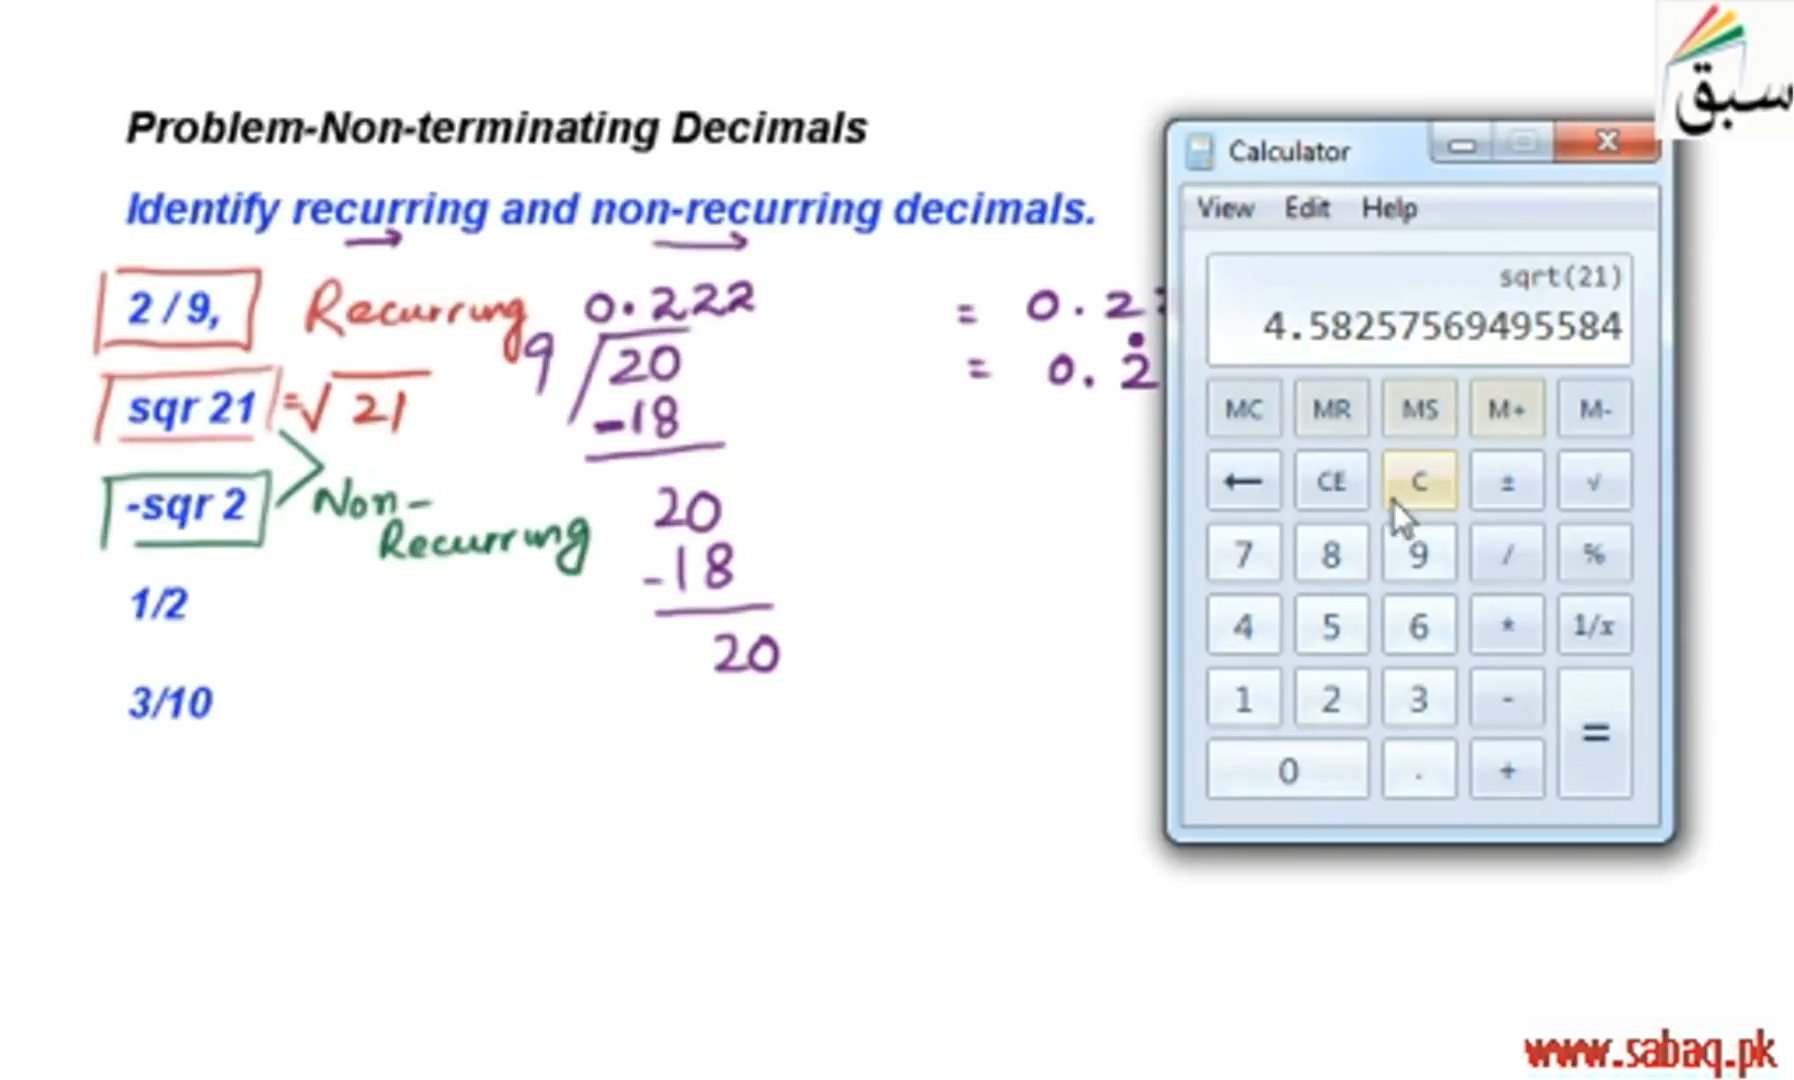 سبق
Problem-Non-terminating Decimals
Identify recurring and non-recurring decimals.
2 / 9,
Recurring
sqr 21
=√21
-sqr 2
Non-
Recurring
1/2
3/10
0.222
9
20
-18
20
-18
20
= 0.2
= 0.2̇
Calculator
View Edit Help
sqrt(21)
4.58257569495584
MC MR MS M+ M-
← CE C ± √
7 8 9 / %
4 5 6 * 1/x
1 2 3 -
=
0 . +
www.sabaq.pk